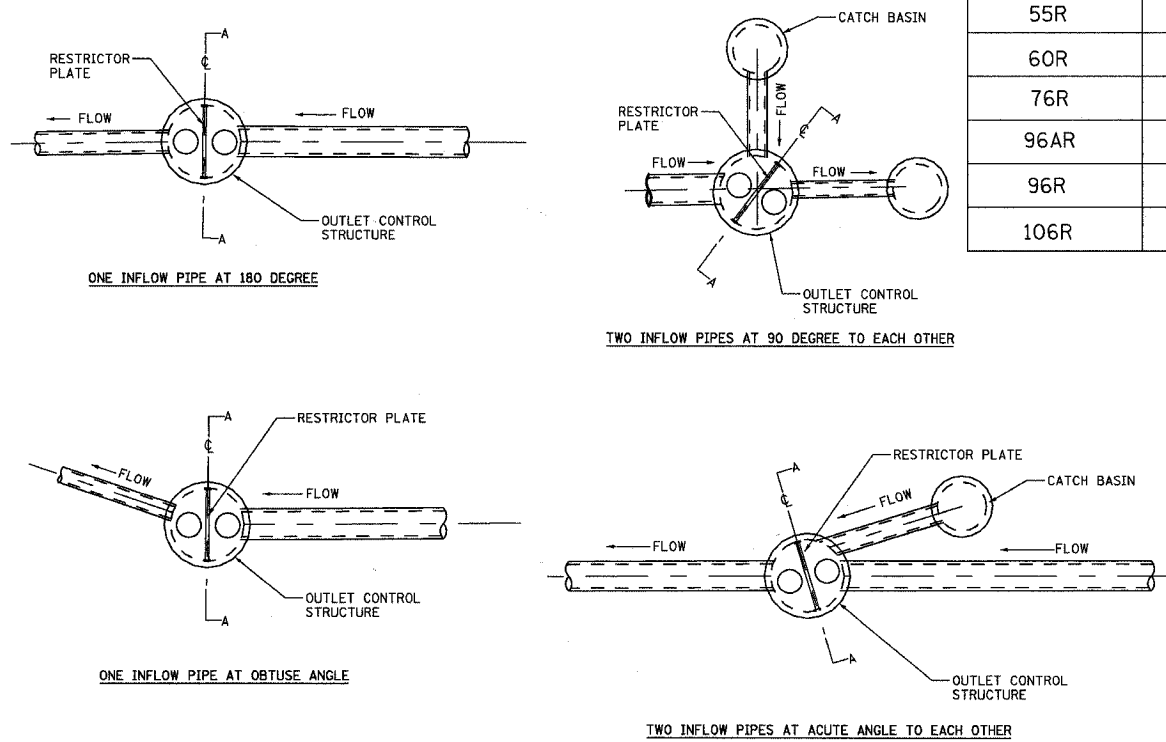 A
RESTRICTOR
PLATE
℄
FLOW
FLOW
OUTLET CONTROL
STRUCTURE
A
ONE INFLOW PIPE AT 180 DEGREE
CATCH BASIN
FLOW
RESTRICTOR
PLATE
℄
A
FLOW
FLOW
A
OUTLET CONTROL
STRUCTURE
TWO INFLOW PIPES AT 90 DEGREE TO EACH OTHER
55R
60R
76R
96AR
96R
106R
A
RESTRICTOR PLATE
℄
FLOW
FLOW
OUTLET CONTROL
STRUCTURE
A
ONE INFLOW PIPE AT OBTUSE ANGLE
A
RESTRICTOR PLATE
℄
CATCH BASIN
FLOW
FLOW
FLOW
A
OUTLET CONTROL
STRUCTURE
TWO INFLOW PIPES AT ACUTE ANGLE TO EACH OTHER